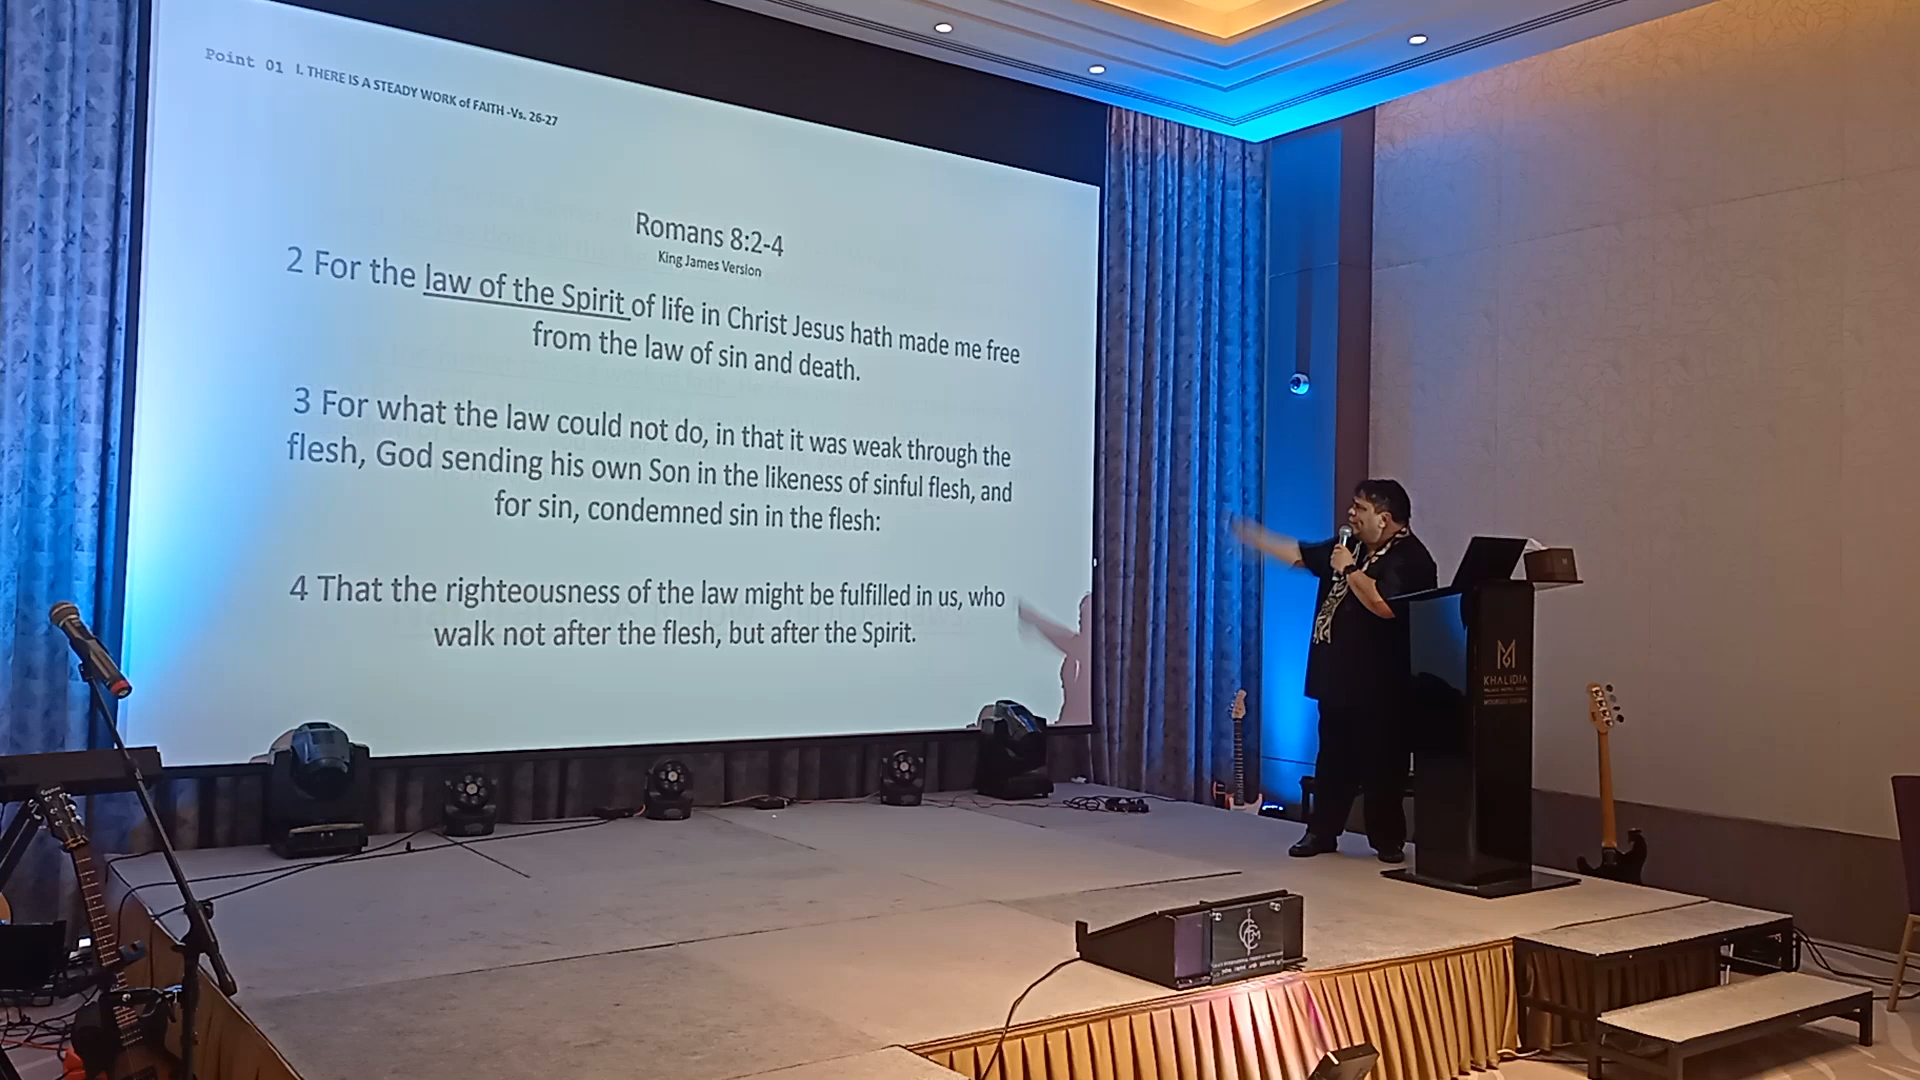 Point 01 I. THERE IS A STEADY WORK of FAITH -Vs. 26-27
Romans 8:2-4
King James Version
2 For the law of the Spirit of life in Christ Jesus hath made me free
from the law of sin and death.
3 For what the law could not do, in that it was weak through the
flesh, God sending his own Son in the likeness of sinful flesh, and
for sin, condemned sin in the flesh:
4 That the righteousness of the law might be fulfilled in us, who
walk not after the flesh, but after the Spirit.
KHALIDIA